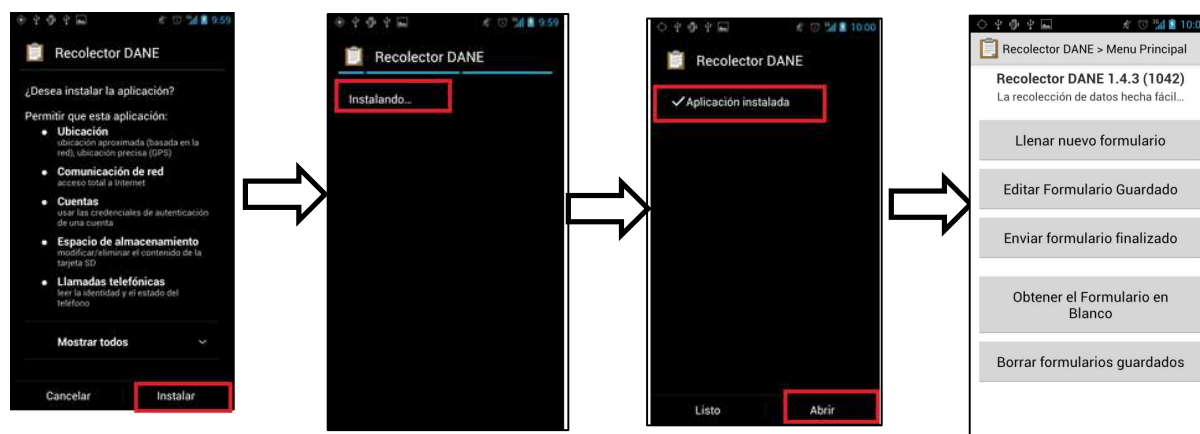 9:59
Recolector DANE
¿Desea instalar la aplicación?
Permitir que esta aplicación:
• Ubicación
ubicación aproximada (basada en la
red), ubicación precisa (GPS)
• Comunicación de red
acceso total a Internet
• Cuentas
usar las credenciales de autenticación
de una cuenta
• Espacio de almacenamiento
modificar/eliminar el contenido de la
tarjeta SD
• Llamadas telefónicas
leer la identidad y el estado del
teléfono
Mostrar todos
Cancelar Instalar
9:59
Recolector DANE
Instalando...
10:00
Recolector DANE
Aplicación instalada
Listo Abrir
Recolector DANE > Menu Principal
Recolector DANE 1.4.3 (1042)
La recolección de datos hecha fácil...
Llenar nuevo formulario
Editar Formulario Guardado
Enviar formulario finalizado
Obtener el Formulario en
Blanco
Borrar formularios guardados